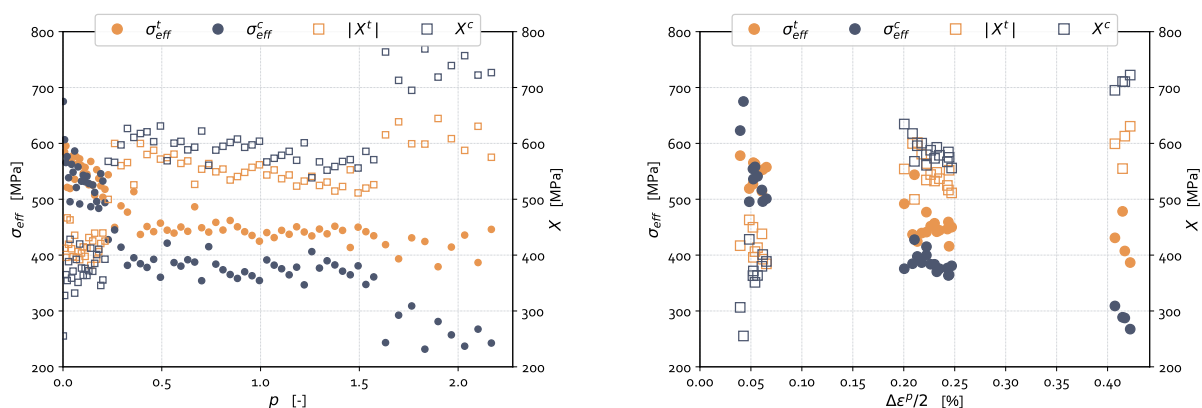 σ^t_eff σ^c_eff |X^t| X^c
800 800
700 700
600 600
500 500
400 400
300 300
200 200
σ_eff [MPa]
X [MPa]
0.0 0.5 1.0 1.5 2.0
p [-]
σ^t_eff σ^c_eff |X^t| X^c
800 800
700 700
600 600
500 500
400 400
300 300
200 200
σ_eff [MPa]
X [MPa]
0.00 0.05 0.10 0.15 0.20 0.25 0.30 0.35 0.40
Δε^p/2 [%]